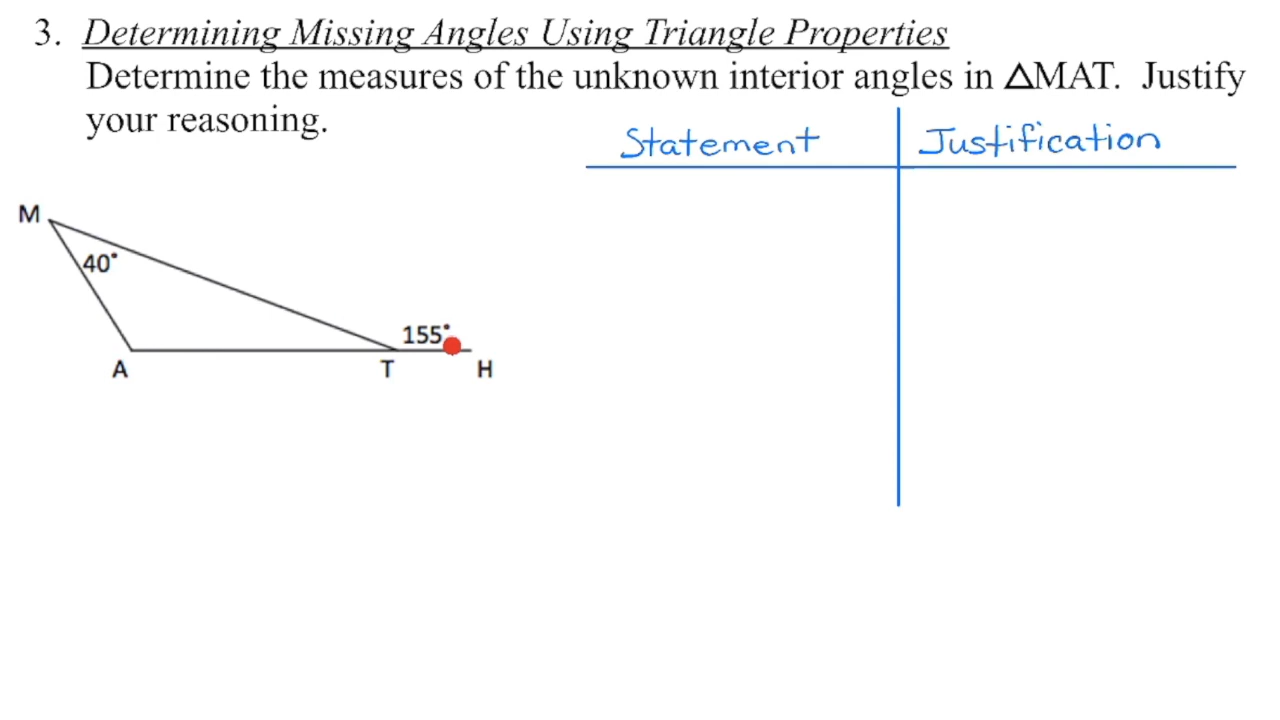 3. Determining Missing Angles Using Triangle Properties
Determine the measures of the unknown interior angles in △MAT. Justify
your reasoning.
Statement Justification
M
40°
155°
A T H